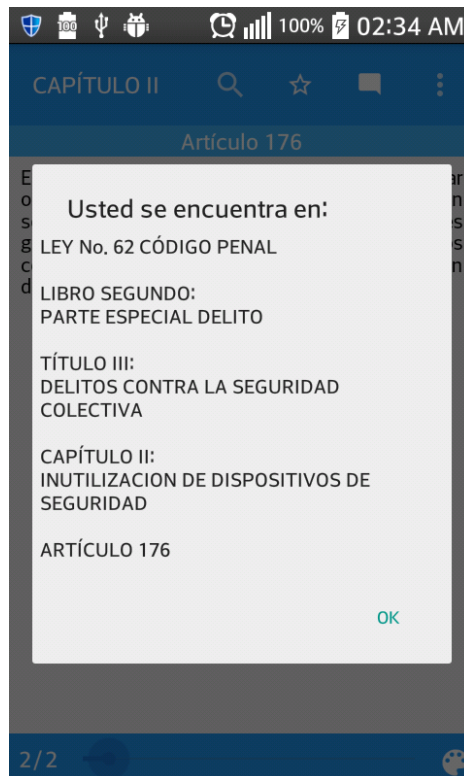 100
100% 02:34 AM
CAPÍTULO II
Artículo 176
Usted se encuentra en:
LEY No. 62 CÓDIGO PENAL
LIBRO SEGUNDO:
PARTE ESPECIAL DELITO
TÍTULO III:
DELITOS CONTRA LA SEGURIDAD
COLECTIVA
CAPÍTULO II:
INUTILIZACION DE DISPOSITIVOS DE
SEGURIDAD
ARTÍCULO 176
OK
2/2